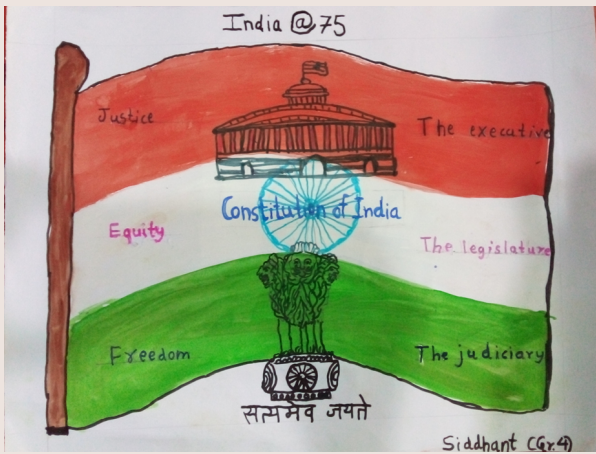 India @ 75
Justice
The executive
Constitution of India
Equity
The legislature
Freedom
The judiciary
सत्यमेव जयते
Siddhant (Gr.4)